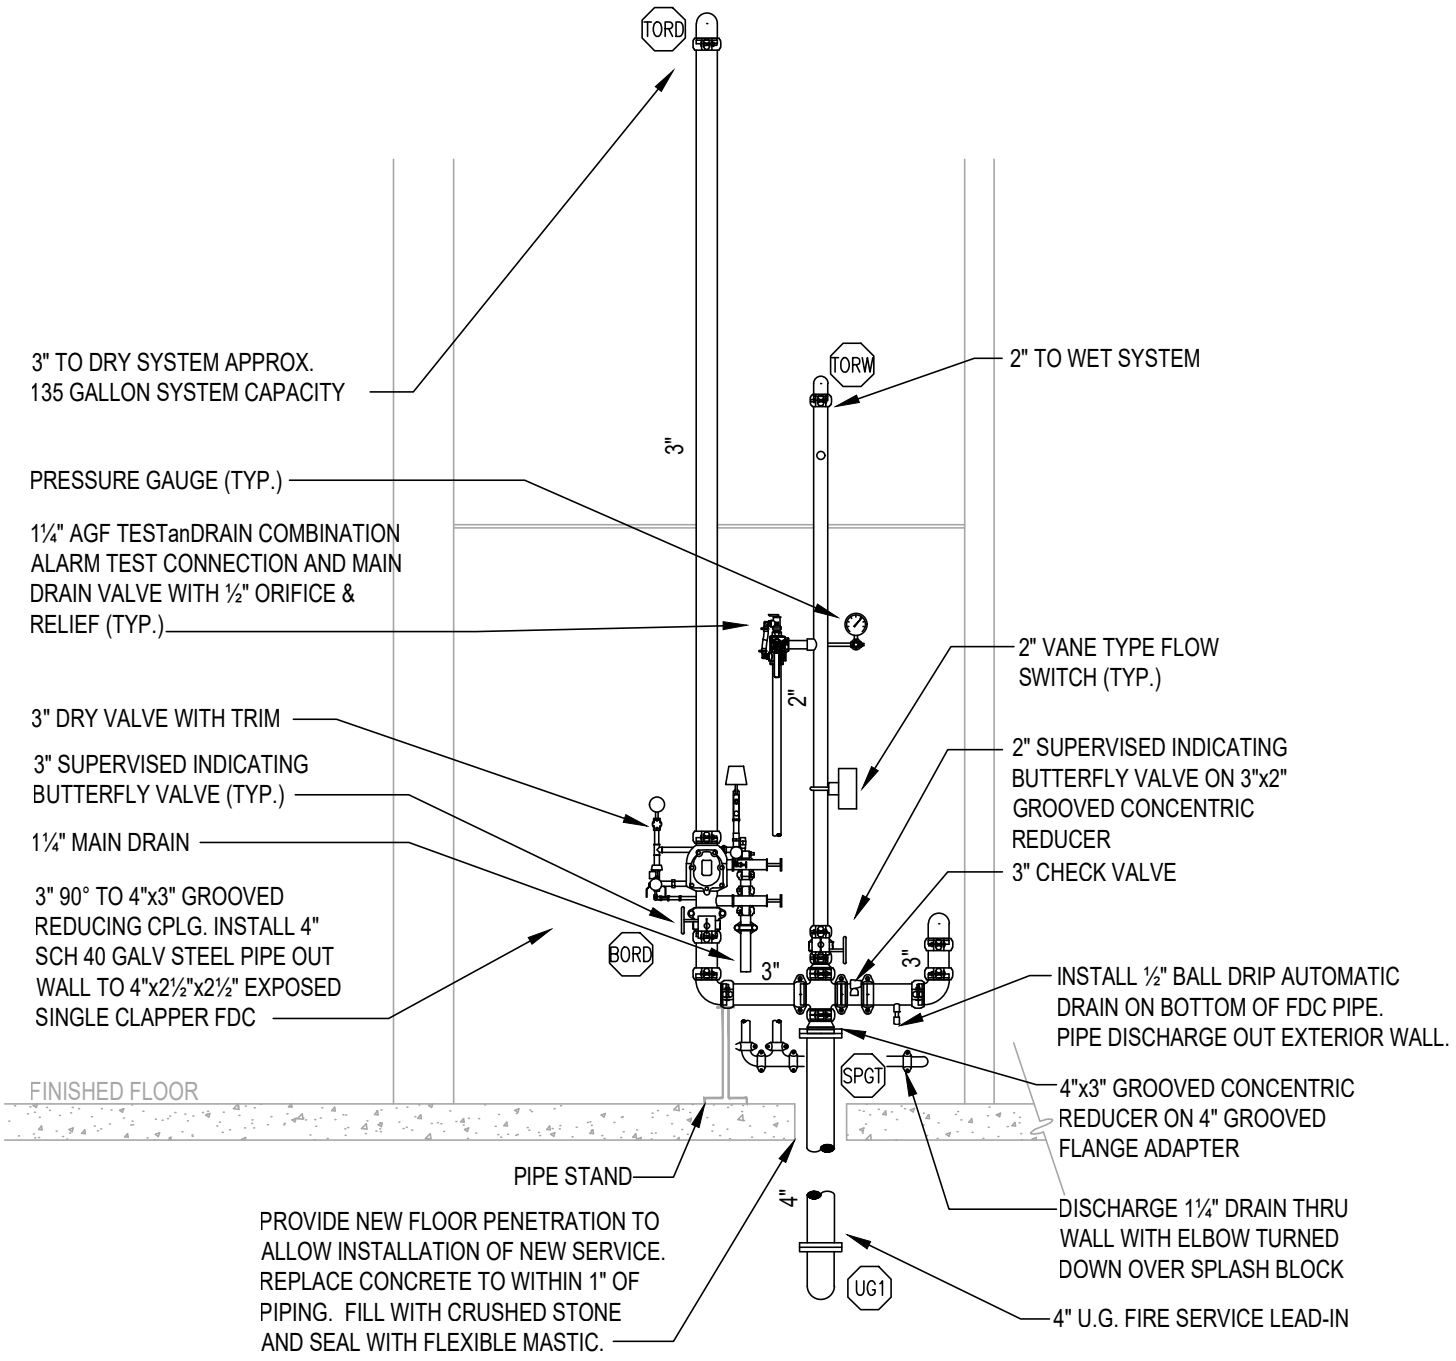 TORD
3" TO DRY SYSTEM APPROX.
135 GALLON SYSTEM CAPACITY
TORW
2" TO WET SYSTEM
3"
PRESSURE GAUGE (TYP.)
1¼" AGF TESTanDRAIN COMBINATION
ALARM TEST CONNECTION AND MAIN
DRAIN VALVE WITH ½" ORIFICE &
RELIEF (TYP.)
2" VANE TYPE FLOW
SWITCH (TYP.)
2"
3" DRY VALVE WITH TRIM
3" SUPERVISED INDICATING
BUTTERFLY VALVE (TYP.)
1¼" MAIN DRAIN
2" SUPERVISED INDICATING
BUTTERFLY VALVE ON 3"x2"
GROOVED CONCENTRIC
REDUCER
3" CHECK VALVE
3" 90° TO 4"x3" GROOVED
REDUCING CPLG. INSTALL 4"
SCH 40 GALV STEEL PIPE OUT
WALL TO 4"x2½"x2½" EXPOSED
SINGLE CLAPPER FDC
BORD
3"
3"
INSTALL ½" BALL DRIP AUTOMATIC
DRAIN ON BOTTOM OF FDC PIPE.
PIPE DISCHARGE OUT EXTERIOR WALL.
SPGT
FINISHED FLOOR
4"x3" GROOVED CONCENTRIC
REDUCER ON 4" GROOVED
FLANGE ADAPTER
PIPE STAND
4"
DISCHARGE 1¼" DRAIN THRU
WALL WITH ELBOW TURNED
DOWN OVER SPLASH BLOCK
PROVIDE NEW FLOOR PENETRATION TO
ALLOW INSTALLATION OF NEW SERVICE.
REPLACE CONCRETE TO WITHIN 1" OF
PIPING. FILL WITH CRUSHED STONE
AND SEAL WITH FLEXIBLE MASTIC.
UG1
4" U.G. FIRE SERVICE LEAD-IN